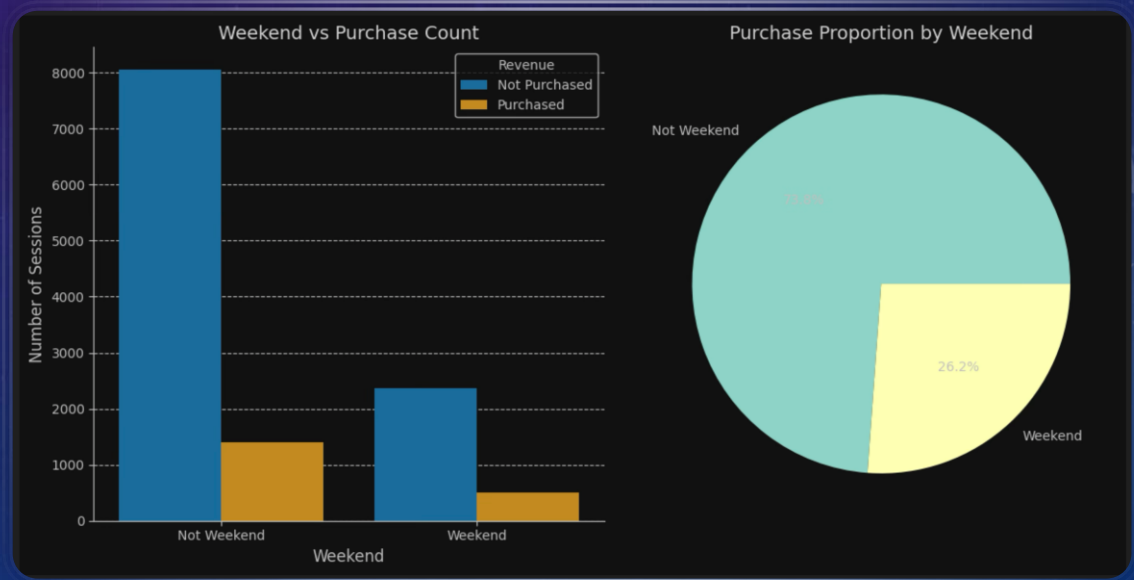 Weekend vs Purchase Count
Number of Sessions
8000
7000
6000
5000
4000
3000
2000
1000
0
Revenue
Not Purchased
Purchased
Not Weekend
Weekend
Weekend
Purchase Proportion by Weekend
Not Weekend
26.2%
Weekend